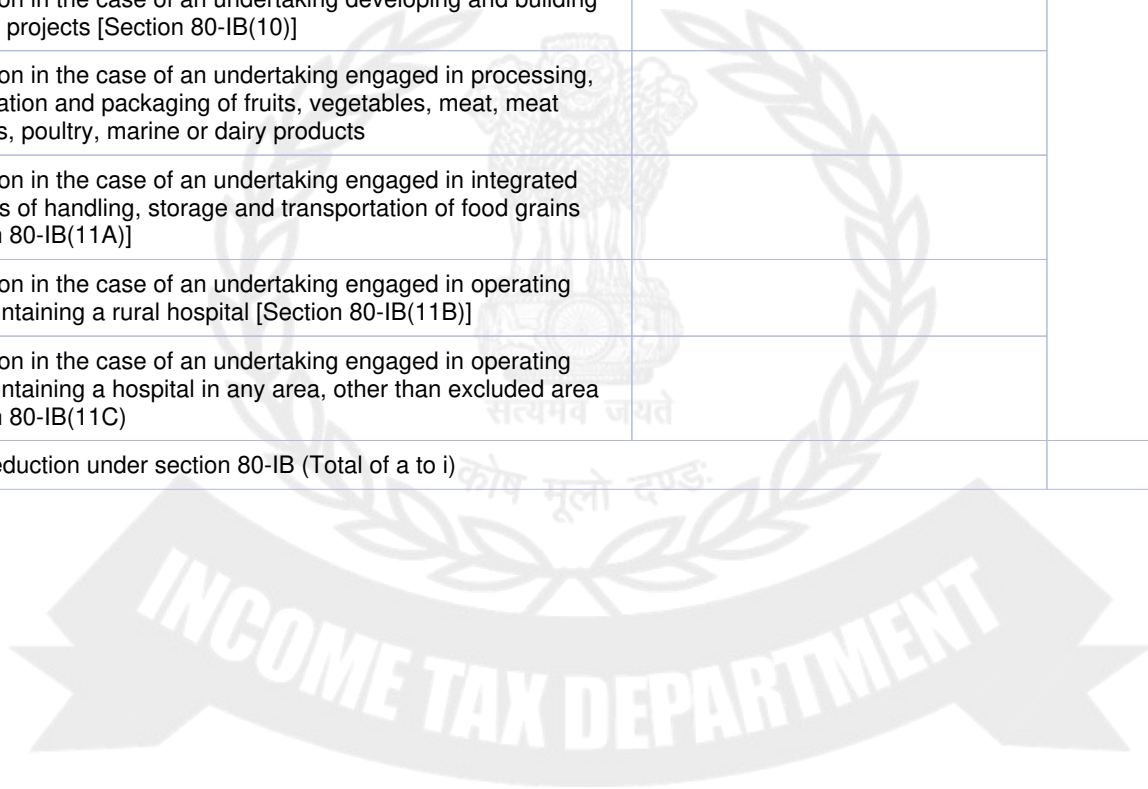 on in the case of an undertaking developing and building
projects [Section 80-IB(10)]
on in the case of an undertaking engaged in processing,
ation and packaging of fruits, vegetables, meat, meat
s, poultry, marine or dairy products
on in the case of an undertaking engaged in integrated
s of handling, storage and transportation of food grains
n 80-IB(11A)]
on in the case of an undertaking engaged in operating
ntaining a rural hospital [Section 80-IB(11B)]
on in the case of an undertaking engaged in operating
ntaining a hospital in any area, other than excluded area
n 80-IB(11C)
सत्यमेव जयते
eduction under section 80-IB (Total of a to i)
कोष मूलो दण्ड:
INCOME TAX DEPARTMENT